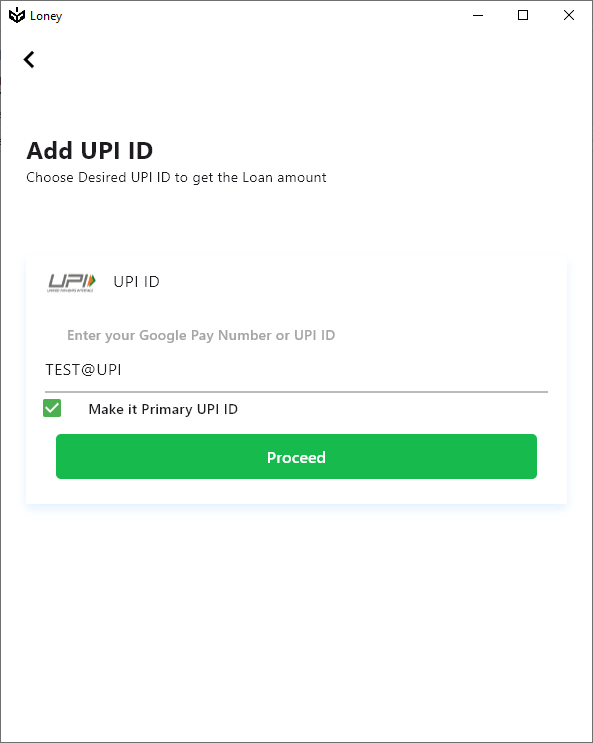 Loney
Add UPI ID
Choose Desired UPI ID to get the Loan amount
UPI UPI ID
Enter your Google Pay Number or UPI ID
TEST@UPI
Make it Primary UPI ID
Proceed